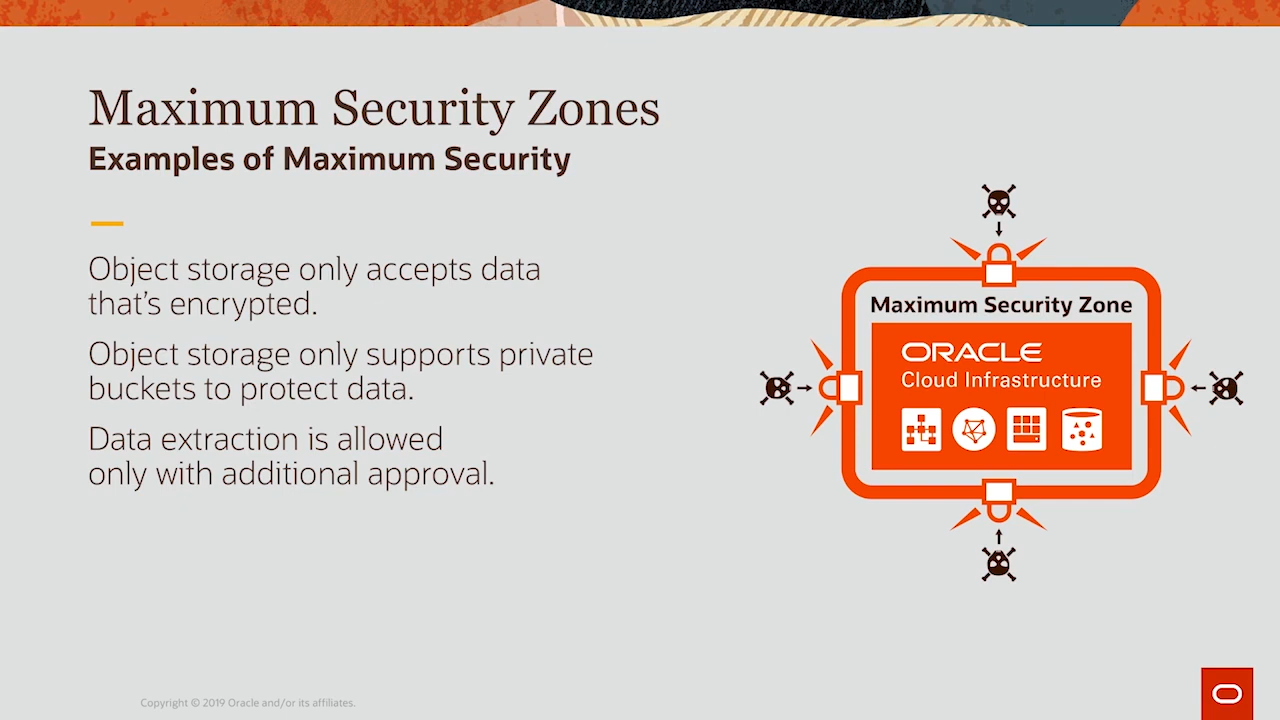 Maximum Security Zones
Examples of Maximum Security
Object storage only accepts data
that’s encrypted.
Object storage only supports private
buckets to protect data.
Data extraction is allowed
only with additional approval.
Maximum Security Zone
ORACLE
Cloud Infrastructure
Copyright © 2019 Oracle and/or its affiliates.